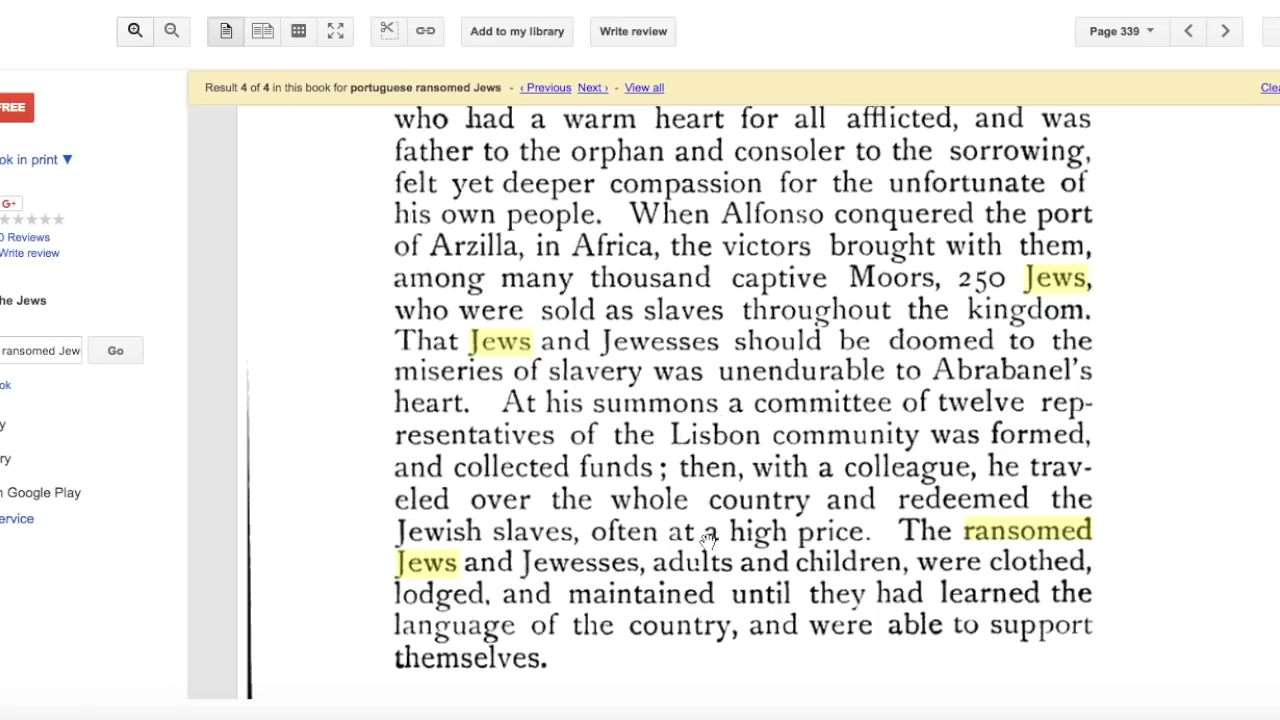 Add to my library
Write review
Page 339
Result 4 of 4 in this book for portuguese ransomed Jews - ‹ Previous Next › - View all
Clea
FREE
ok in print ▼
G+
0 Reviews
Write review
he Jews
ransomed Jew
Go
ok
y
ry
n Google Play
ervice
who had a warm heart for all afflicted, and was
father to the orphan and consoler to the sorrowing,
felt yet deeper compassion for the unfortunate of
his own people. When Alfonso conquered the port
of Arzilla, in Africa, the victors brought with them,
among many thousand captive Moors, 250 Jews,
who were sold as slaves throughout the kingdom.
That Jews and Jewesses should be doomed to the
miseries of slavery was unendurable to Abrabanel's
heart. At his summons a committee of twelve rep-
resentatives of the Lisbon community was formed,
and collected funds; then, with a colleague, he trav-
eled over the whole country and redeemed the
Jewish slaves, often at a high price. The ransomed
Jews and Jewesses, adults and children, were clothed,
lodged, and maintained until they had learned the
language of the country, and were able to support
themselves.